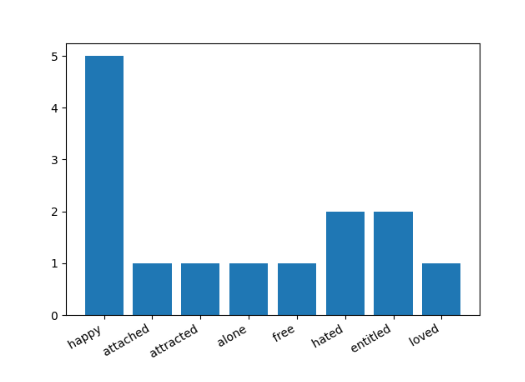 5
4
3
2
1
0
happy
attached
attracted
alone
free
hated
entitled
loved